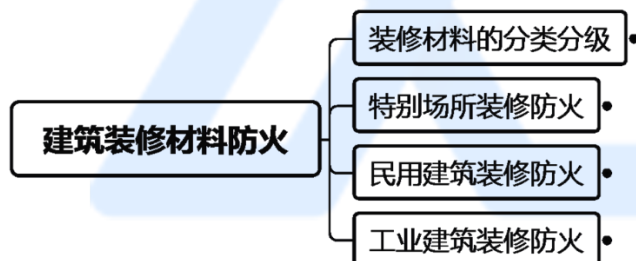 建筑装修材料防火
装修材料的分类分级
特别场所装修防火
民用建筑装修防火
工业建筑装修防火